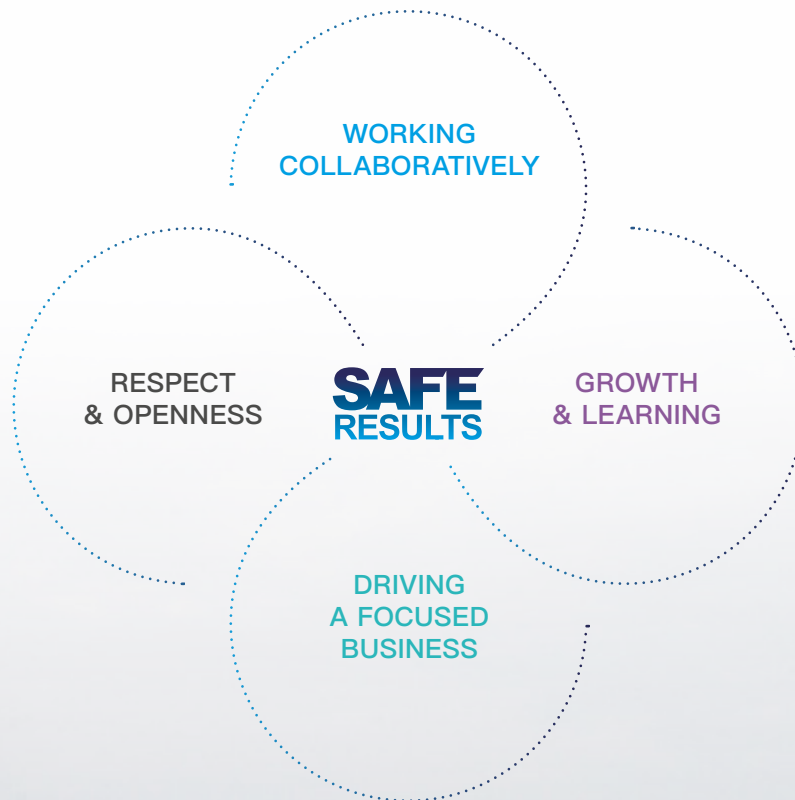 WORKING
COLLABORATIVELY
RESPECT
& OPENNESS
SAFE
RESULTS
GROWTH
& LEARNING
DRIVING
A FOCUSED
BUSINESS